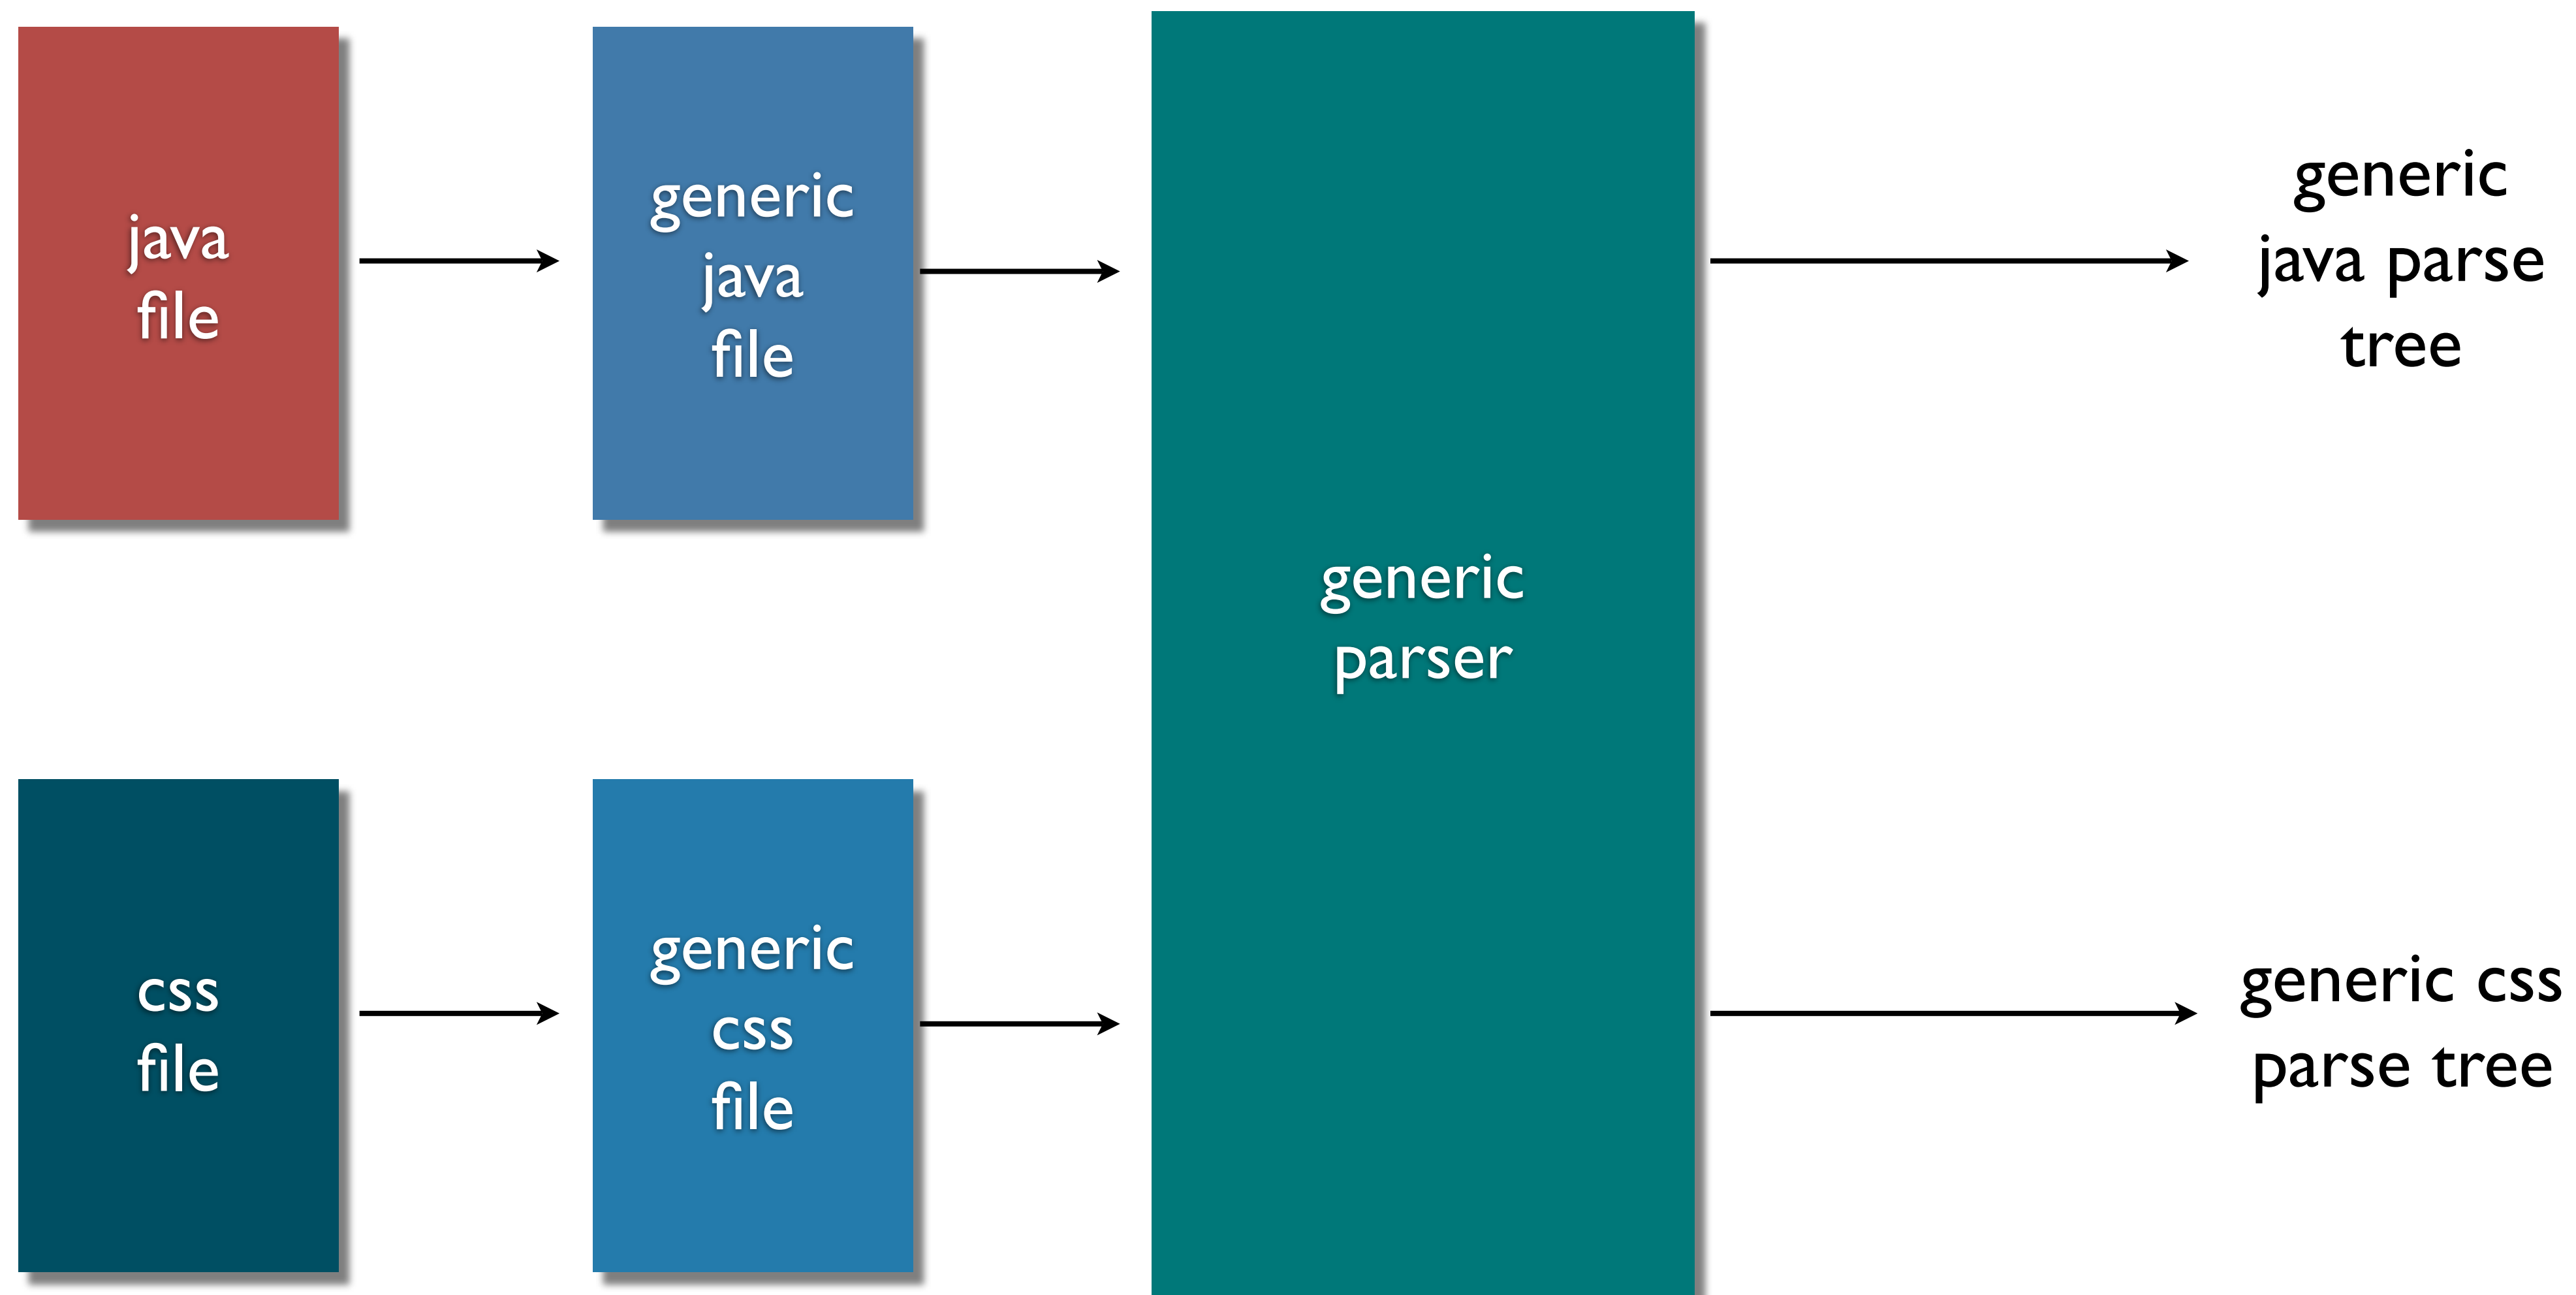 java
file
generic
java
file
generic
parser
generic
java parse
tree
css
file
generic
css
file
generic css
parse tree